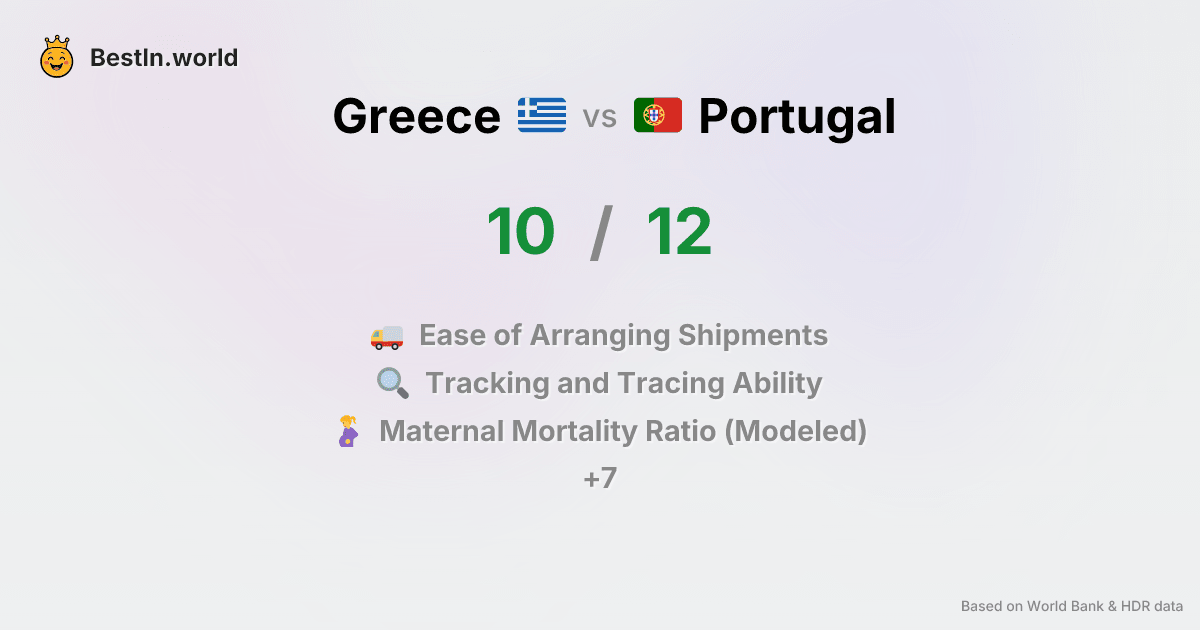 BestIn.world
Greece vs Portugal
10 / 12
Ease of Arranging Shipments
Tracking and Tracing Ability
Maternal Mortality Ratio (Modeled)
+7
Based on World Bank & HDR data